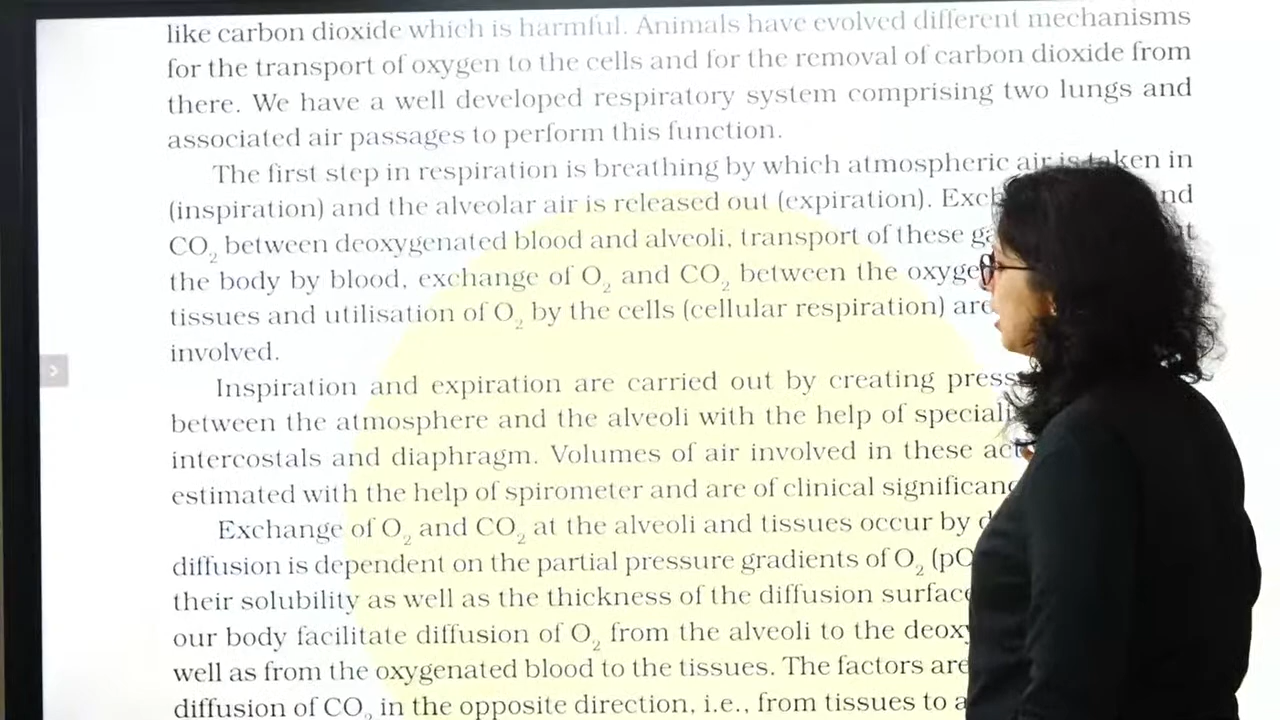 like carbon dioxide which is harmful. Animals have evolved different mechanisms
for the transport of oxygen to the cells and for the removal of carbon dioxide from
there. We have a well developed respiratory system comprising two lungs and
associated air passages to perform this function.
The first step in respiration is breathing by which atmospheric air is taken in
(inspiration) and the alveolar air is released out (expiration). nd
CO₂ between deoxygenated blood and alveoli, transport of these
the body by blood, exchange of O₂ and CO₂ between the
tissues and utilisation of O₂ by the cells (cellular respiration) are
involved.
Inspiration and expiration are carried out by creating press
between the atmosphere and the alveoli with the help of speciali
intercostals and diaphragm. Volumes of air involved in these act
estimated with the help of spirometer and are of clinical significanc
Exchange of O₂ and CO₂ at the alveoli and tissues occur by d
diffusion is dependent on the partial pressure gradients of O₂ (pO
their solubility as well as the thickness of the diffusion surface
our body facilitate diffusion of O₂ from the alveoli to the deoxy
well as from the oxygenated blood to the tissues. The factors are
diffusion of CO₂ in the opposite direction, i.e., from tissues to a